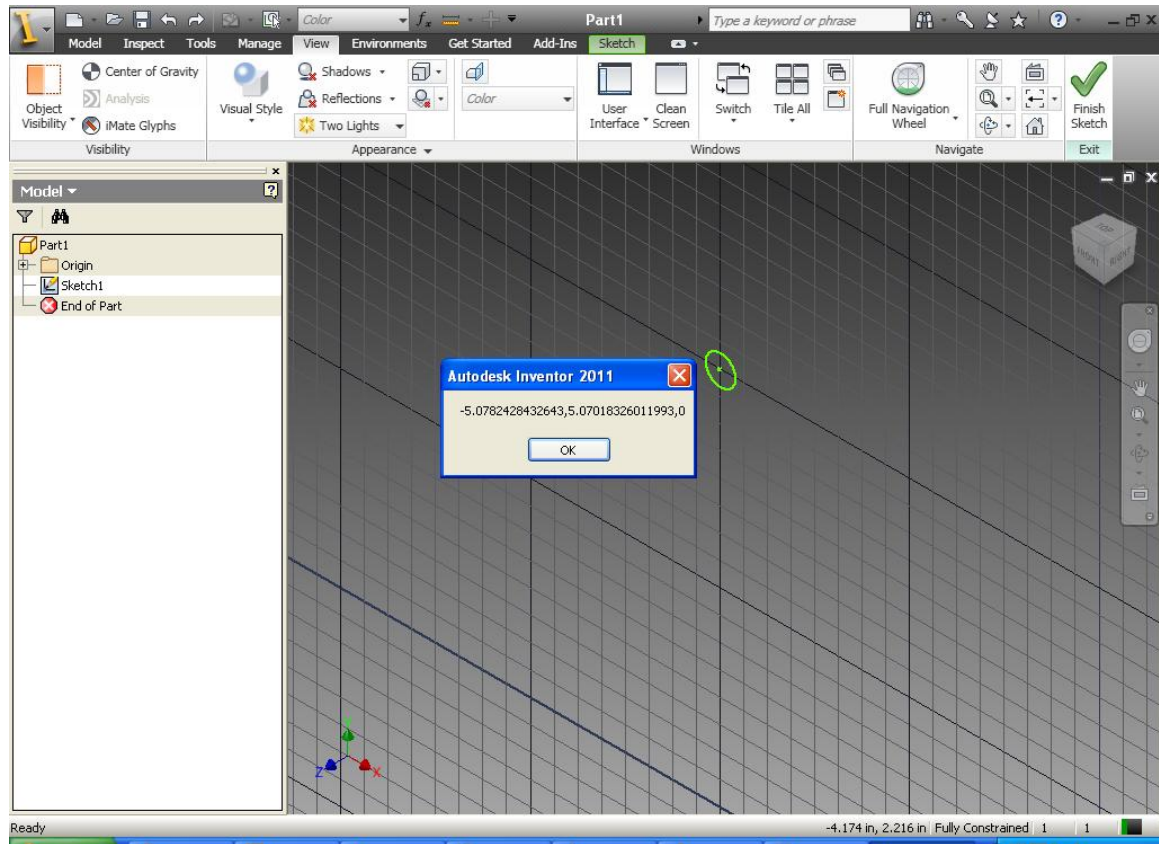 Color
fx
Part1
Type a keyword or phrase
Model Inspect Tools Manage View Environments Get Started Add-Ins Sketch
Object Visibility
Center of Gravity
Analysis
iMate Glyphs
Visibility
Visual Style
Shadows
Reflections
Two Lights
Color
Appearance
User Interface
Clean Screen
Switch
Tile All
Windows
Full Navigation Wheel
Navigate
Finish Sketch
Exit
Model
Part1
Origin
Sketch1
End of Part
TOP
FRONT RIGHT
Autodesk Inventor 2011
-5.0782428432643,5.07018326011993,0
OK
Y
Z X
Ready
-4.174 in, 2.216 in Fully Constrained 1 1